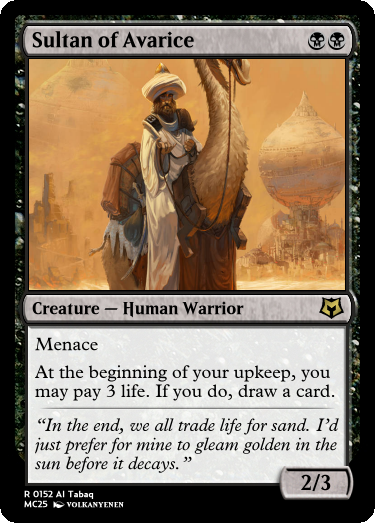 Sultan of Avarice
Creature — Human Warrior
Menace
At the beginning of your upkeep, you
may pay 3 life. If you do, draw a card.
“In the end, we all trade life for sand. I’d
just prefer for mine to gleam golden in the
sun before it decays.”
2/3
R 0152 Al Tabaq
MC25 VOLKANYENEN